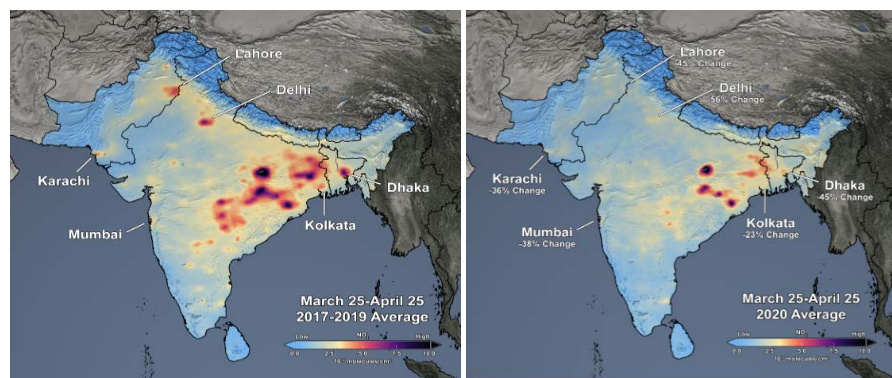 Lahore
Delhi
Karachi
Dhaka
Mumbai
Kolkata
March 25-April 25
2017-2019 Average
Low NO₂ High
0.0 2.5 5.0 7.5 10.0
Lahore
-45% Change
Delhi
-56% Change
Karachi
-36% Change
Dhaka
-45% Change
Mumbai
-38% Change
Kolkata
-23% Change
March 25-April 25
2020 Average
Low NO₂ High
0.0 2.5 5.0 7.5 10.0